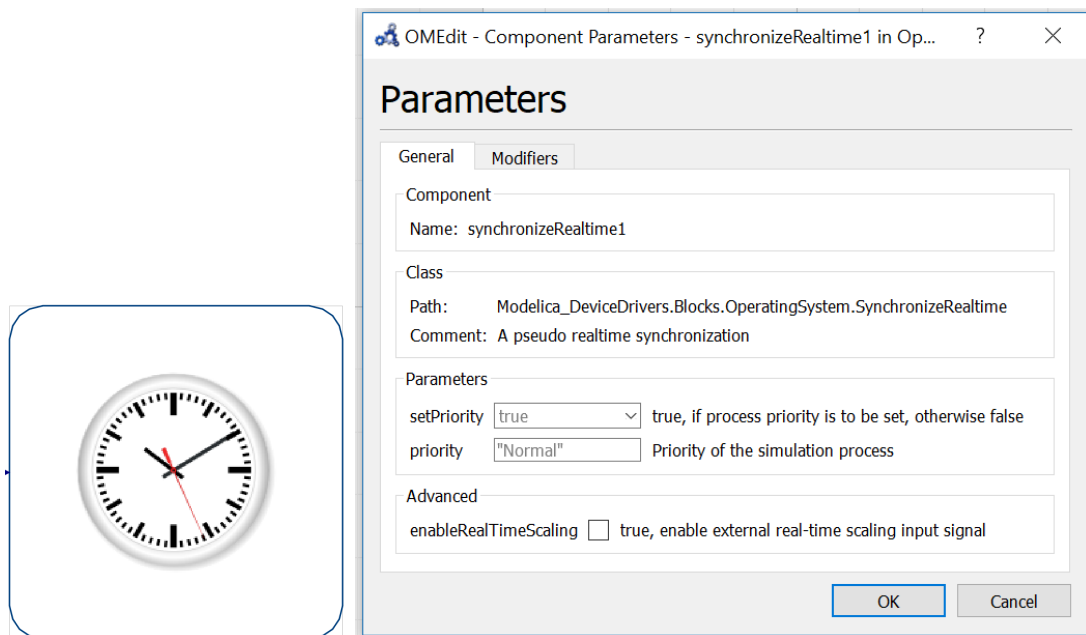 OMEdit - Component Parameters - synchronizeRealtime1 in Op... ?
Parameters
General Modifiers
Component
Name: synchronizeRealtime1
Class
Path: Modelica_DeviceDrivers.Blocks.OperatingSystem.SynchronizeRealtime
Comment: A pseudo realtime synchronization
Parameters
setPriority true true, if process priority is to be set, otherwise false
priority "Normal" Priority of the simulation process
Advanced
enableRealTimeScaling true, enable external real-time scaling input signal
OK Cancel